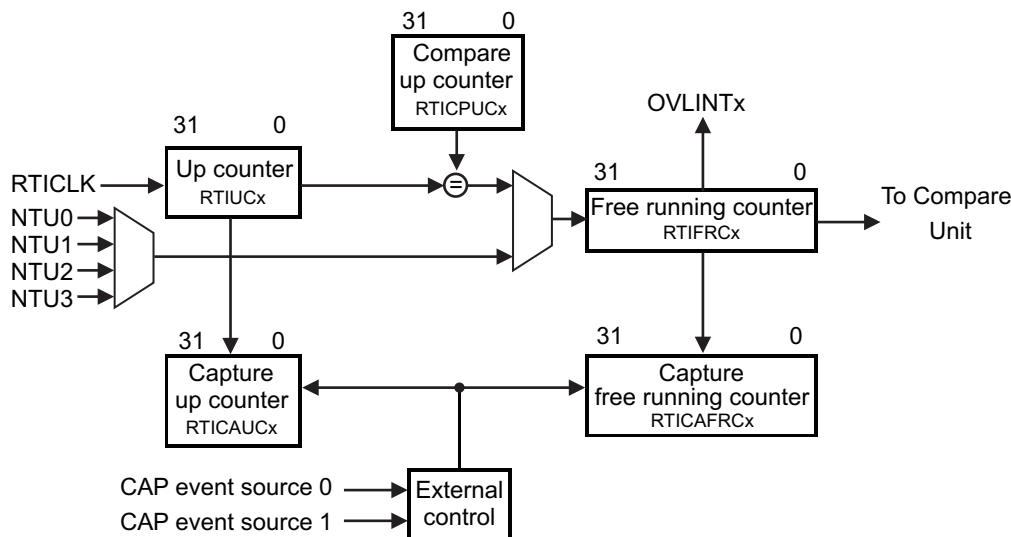 31 0
Compare
up counter
RTICPUCx
OVLINTx
31 0
Up counter
RTIUCx
RTICLK
=
31 0
Free running counter
RTIFRCx
To Compare
Unit
NTU0
NTU1
NTU2
NTU3
31 0
Capture
up counter
RTICAUCx
31 0
Capture
free running counter
RTICAFRCx
CAP event source 0
CAP event source 1
External
control